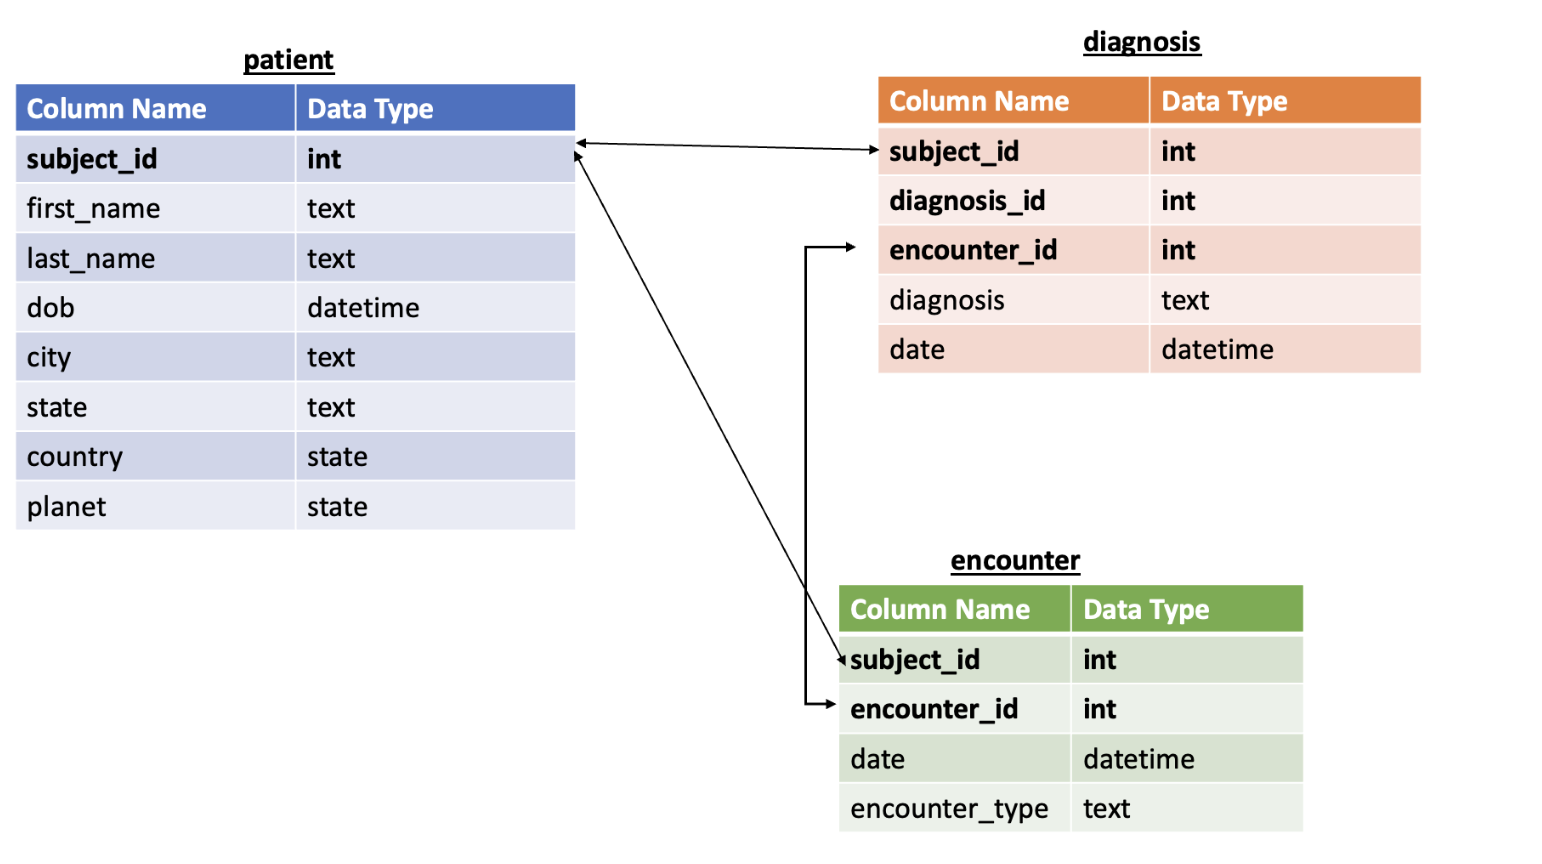 patient
Column Name Data Type
subject_id int
first_name text
last_name text
dob datetime
city text
state text
country state
planet state
diagnosis
Column Name Data Type
subject_id int
diagnosis_id int
encounter_id int
diagnosis text
date datetime
encounter
Column Name Data Type
subject_id int
encounter_id int
date datetime
encounter_type text